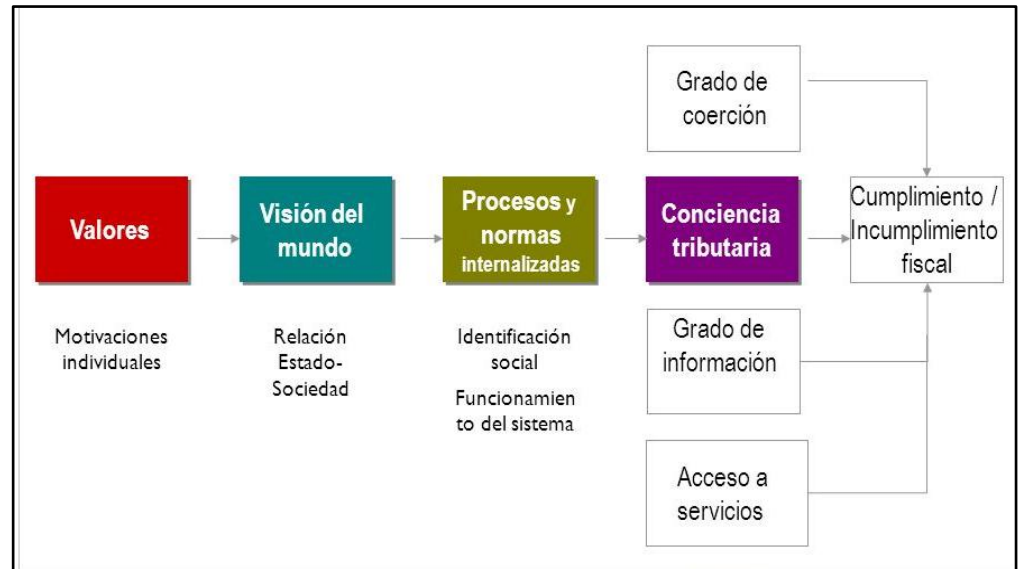 Grado de
coerción
Valores
Visión del
mundo
Procesos y
normas
internalizadas
Conciencia
tributaria
Cumplimiento /
Incumplimiento
fiscal
Motivaciones
individuales
Relación
Estado-
Sociedad
Identificación
social
Funcionamien
to del sistema
Grado de
información
Acceso a
servicios